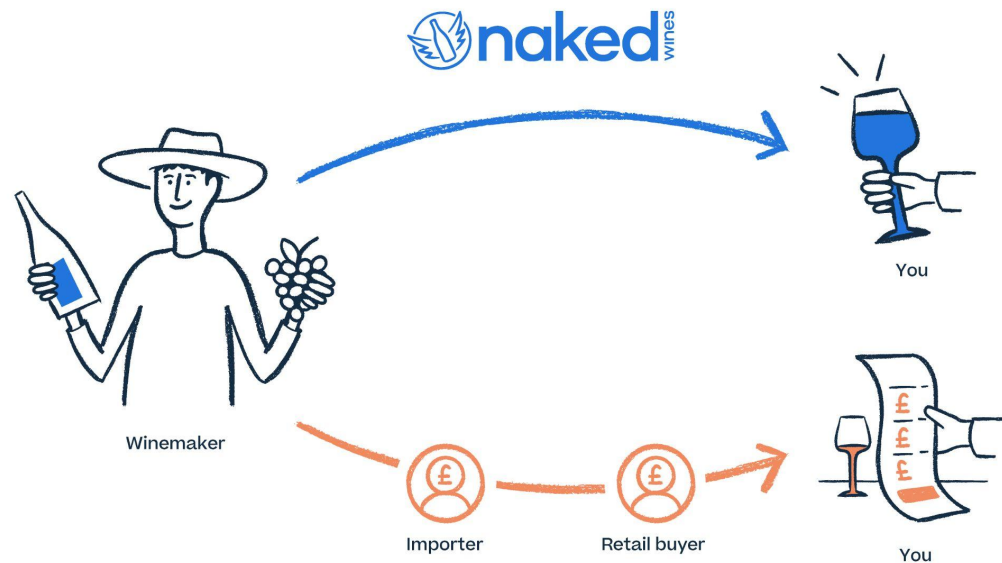 naked
wines
You
Winemaker
£
£
£
£
£
Importer
Retail buyer
You